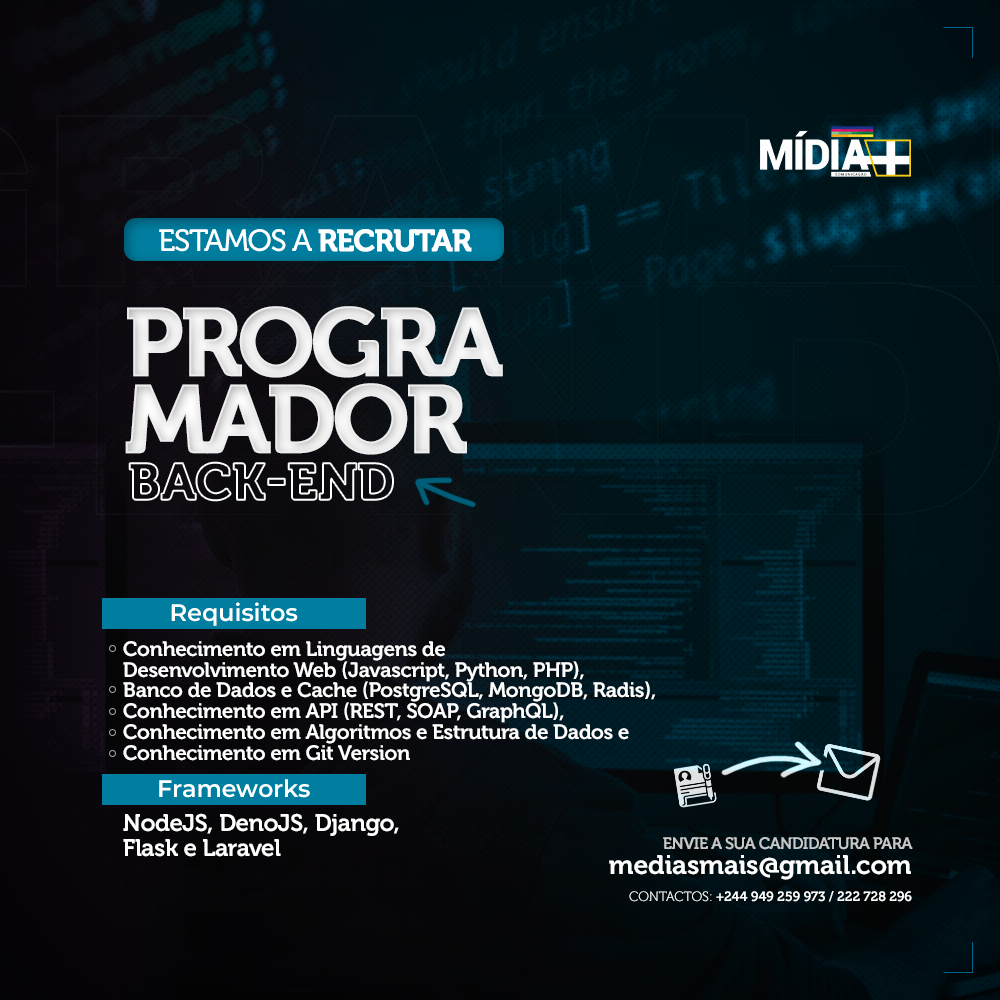 MÍDIA+
COMUNICAÇÃO
ESTAMOS A RECRUTAR
PROGRA
MADOR
BACK-END
Requisitos
Conhecimento em Linguagens de
Desenvolvimento Web (Javascript, Python, PHP),
Banco de Dados e Cache (PostgreSQL, MongoDB, Radis),
Conhecimento em API (REST, SOAP, GraphQL),
Conhecimento em Algoritmos e Estrutura de Dados e
Conhecimento em Git Version
Frameworks
NodeJS, DenoJS, Django,
Flask e Laravel
ENVIE A SUA CANDIDATURA PARA
mediasmais@gmail.com
CONTACTOS: +244 949 259 973 / 222 728 296